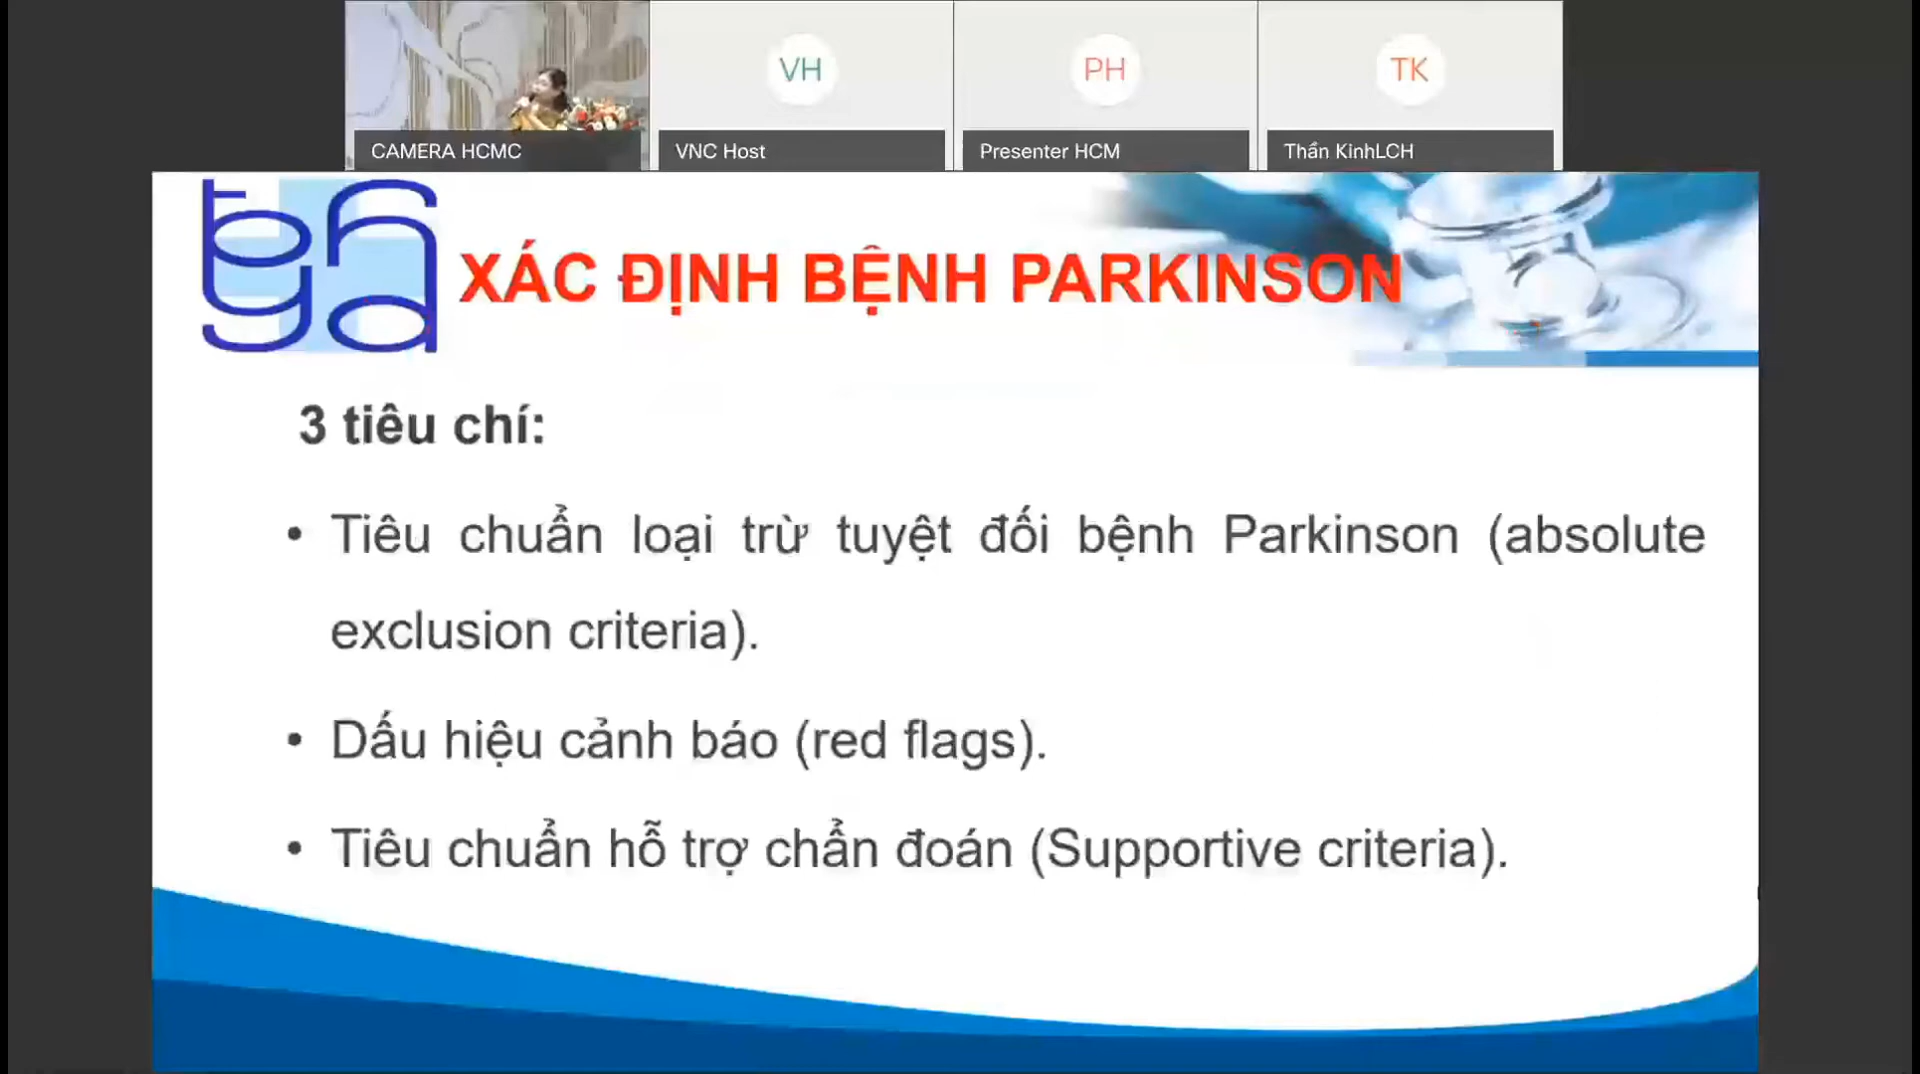 VH
PH
TK
CAMERA HCMC
VNC Host
Presenter HCM
Thần KinhLCH
XÁC ĐỊNH BỆNH PARKINSON
3 tiêu chí:
• Tiêu chuẩn loại trừ tuyệt đối bệnh Parkinson (absolute
exclusion criteria).
• Dấu hiệu cảnh báo (red flags).
• Tiêu chuẩn hỗ trợ chẩn đoán (Supportive criteria).